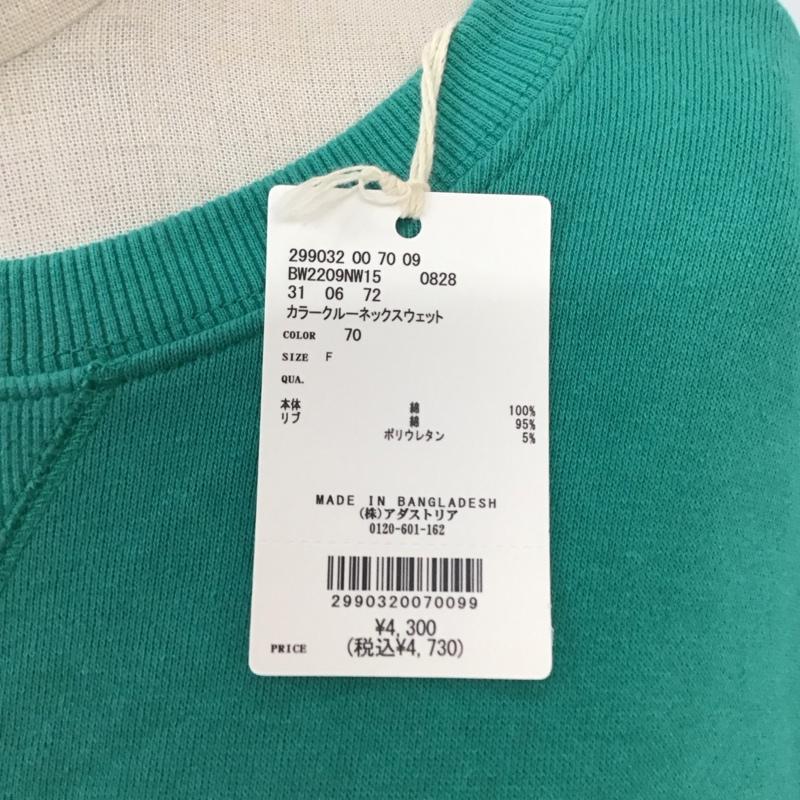 299032 00 70 09
BW2209NW15 0828
31 06 72
カラークルーネックスウェット
COLOR 70
SIZE F
QUA.
本体 綿 100%
リブ 綿 95%
ポリウレタン 5%
MADE IN BANGLADESH
(株)アダストリア
0120-601-162
2990320070099
¥4,300
PRICE (税込¥4,730)